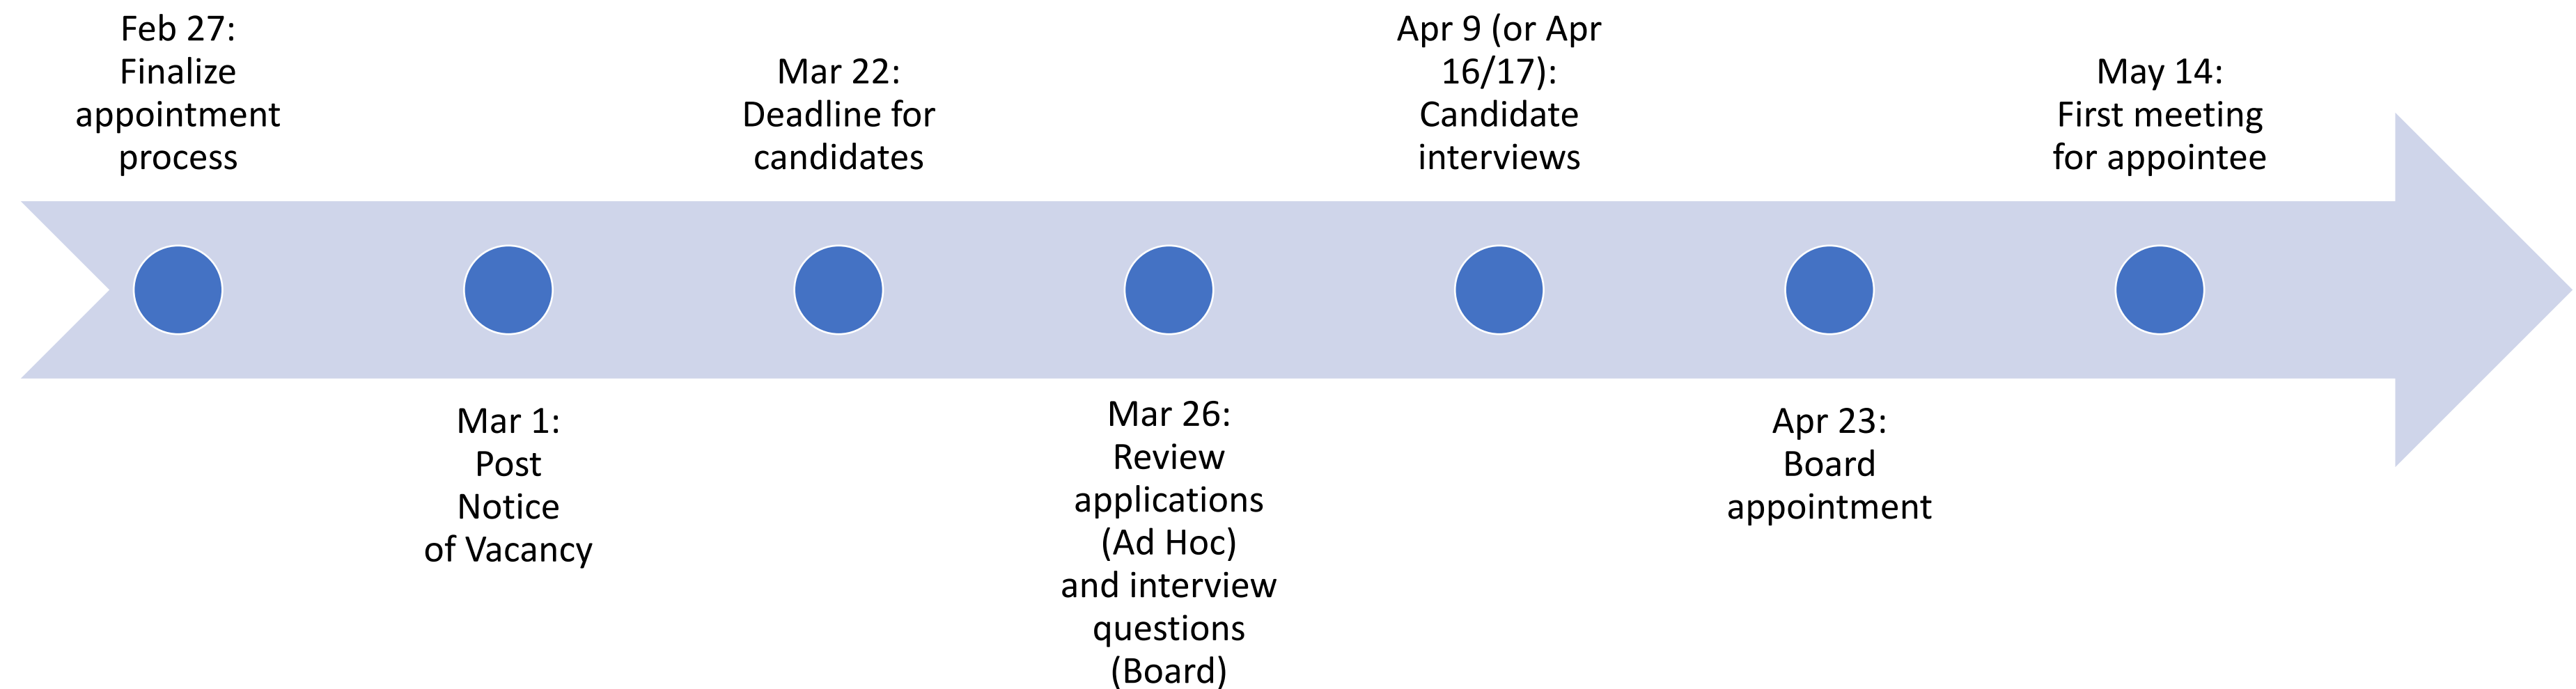 Feb 27:
Finalize
appointment
process
Mar 1:
Post
Notice
of Vacancy
Mar 22:
Deadline for
candidates
Mar 26:
Review
applications
(Ad Hoc)
and interview
questions
(Board)
Apr 9 (or Apr
16/17):
Candidate
interviews
Apr 23:
Board
appointment
May 14:
First meeting
for appointee